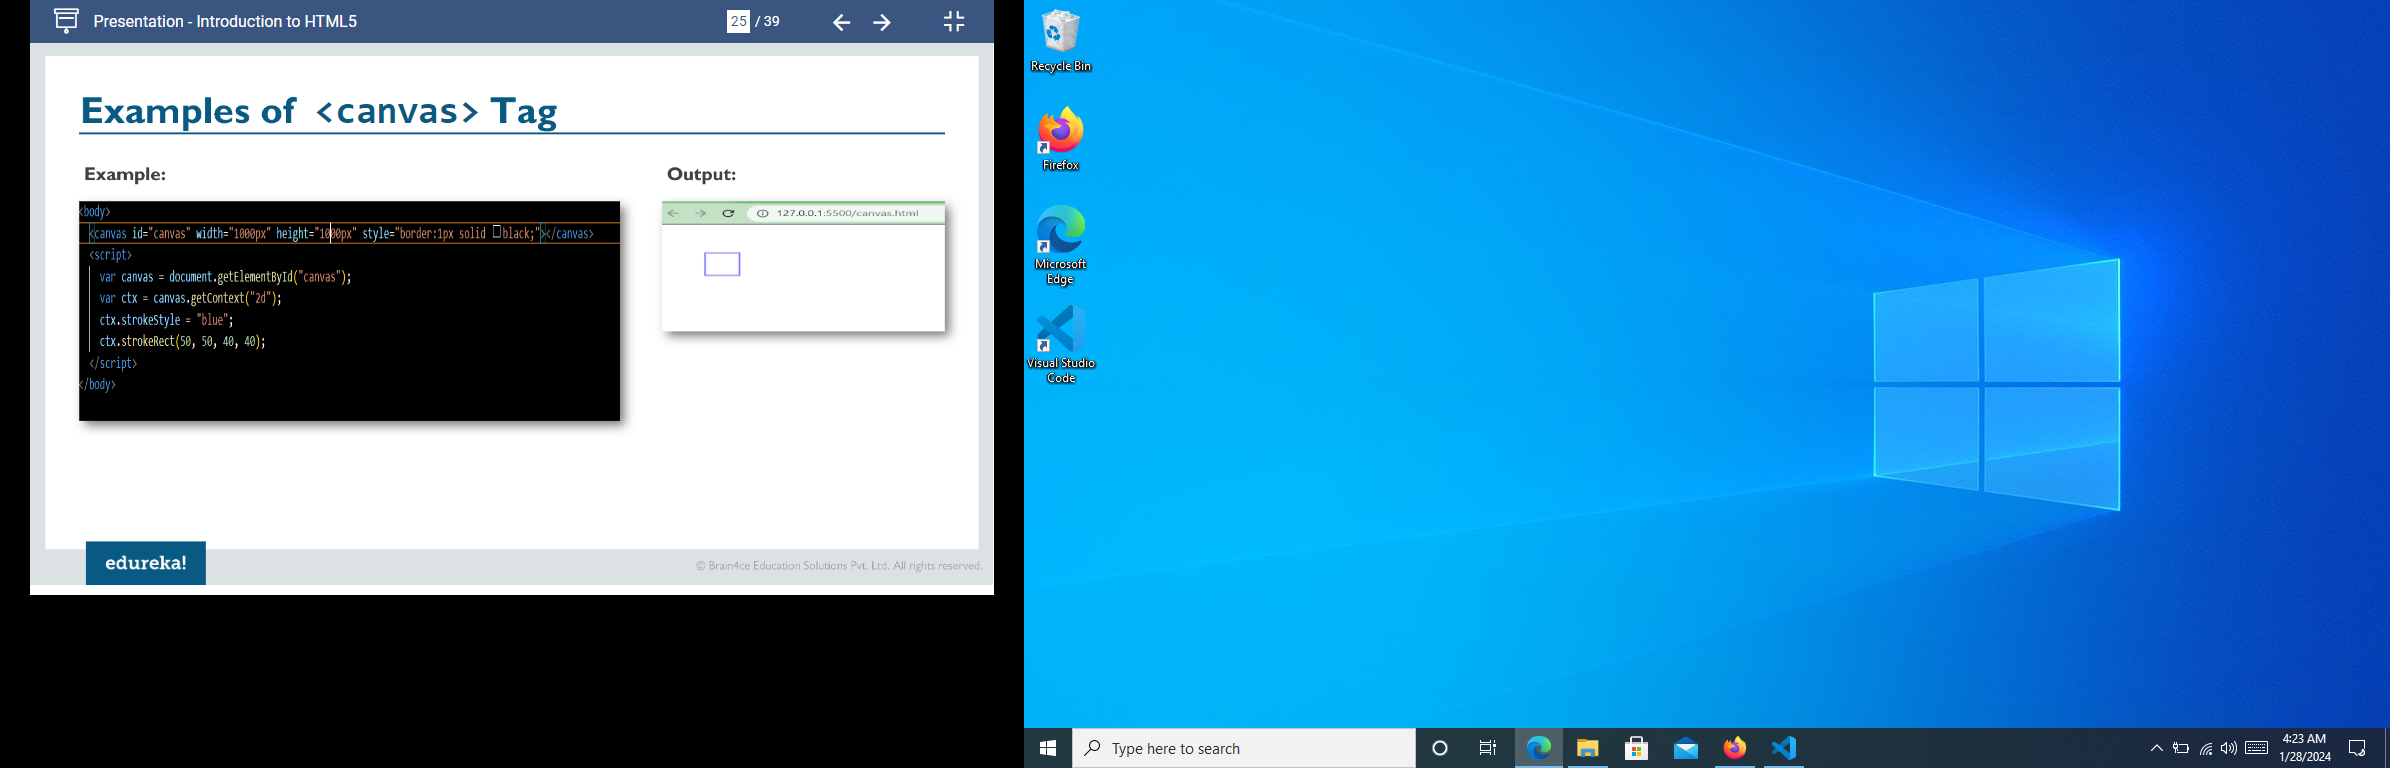 Presentation - Introduction to HTML5
25 / 39
Examples of <canvas> Tag
Example:
<body>
<canvas id="canvas" width="1000px" height="1000px" style="border:1px solid black;"></canvas>
<script>
var canvas = document.getElementById("canvas");
var ctx = canvas.getContext("2d");
ctx.strokeStyle = "blue";
ctx.strokeRect(50, 50, 40, 40);
</script>
</body>
Output:
127.0.0.1:5500/canvas.html
edureka!
© Brain4ce Education Solutions Pvt. Ltd. All rights reserved.
Recycle Bin
Firefox
Microsoft
Edge
Visual Studio
Code
Type here to search
4:23 AM
1/28/2024